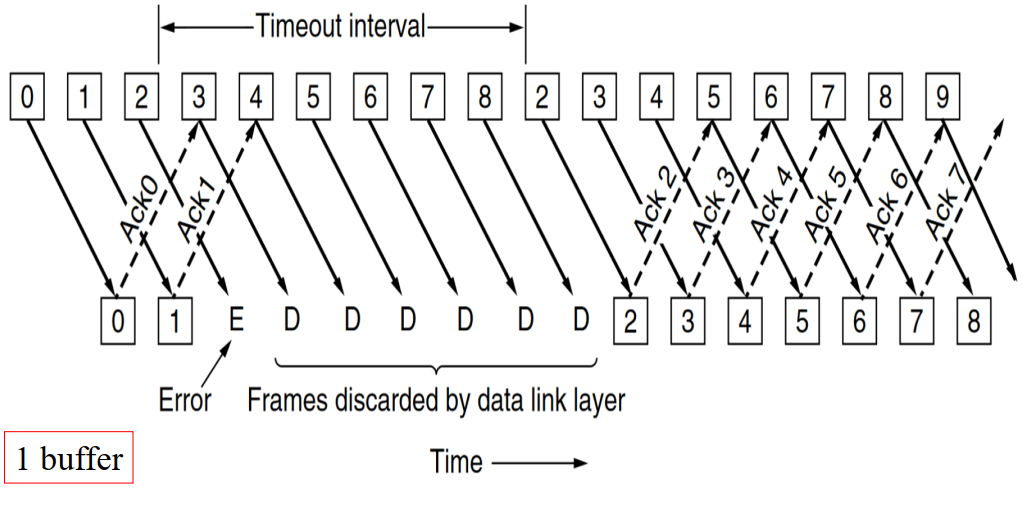 Timeout interval
0 1 2 3 4 5 6 7 8 2 3 4 5 6 7 8 9
Ack0 Ack1 Ack 2 Ack 3 Ack 4 Ack 5 Ack 6 Ack 7
0 1 E D D D D D D 2 3 4 5 6 7 8
Error Frames discarded by data link layer
1 buffer
Time